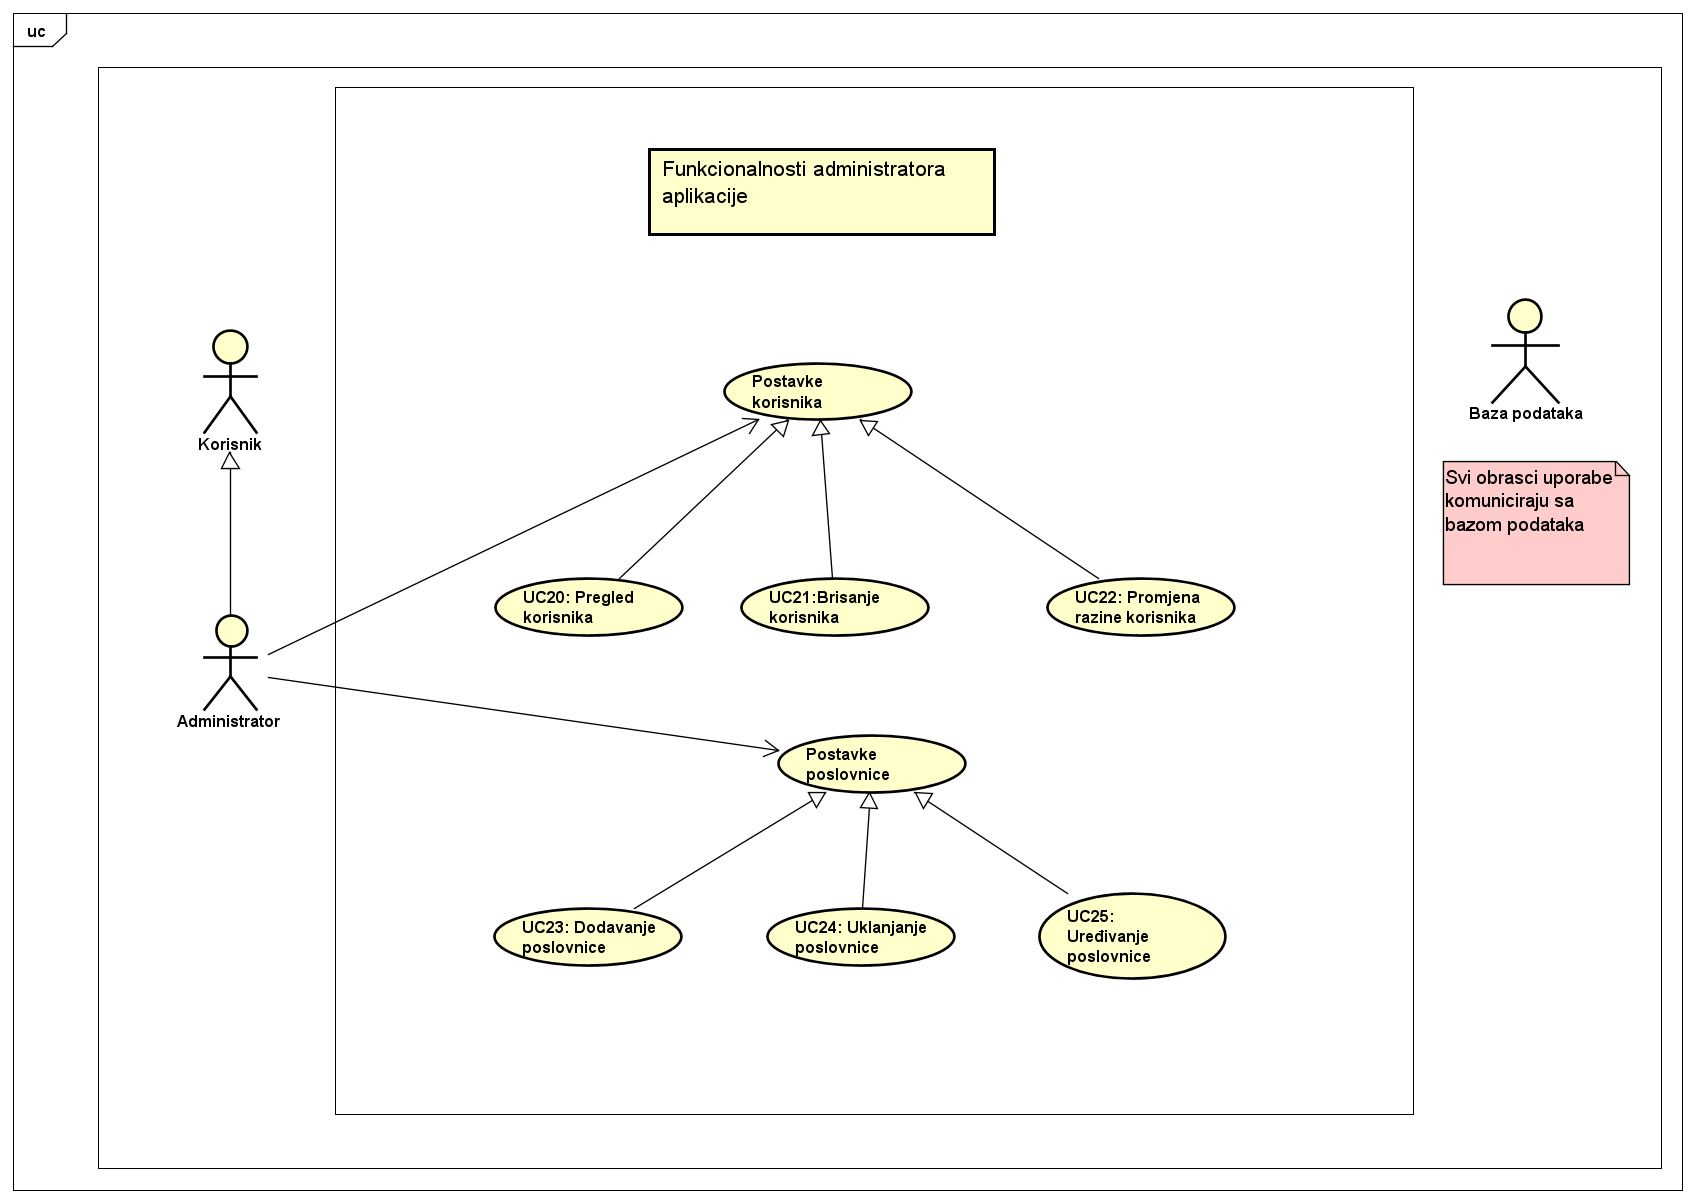 uc
Funkcionalnosti administratora
aplikacije
Korisnik
Administrator
Postavke
korisnika
UC20: Pregled
korisnika
UC21:Brisanje
korisnika
UC22: Promjena
razine korisnika
Postavke
poslovnice
UC23: Dodavanje
poslovnice
UC24: Uklanjanje
poslovnice
UC25:
Uređivanje
poslovnice
Baza podataka
Svi obrasci uporabe
komuniciraju sa
bazom podataka